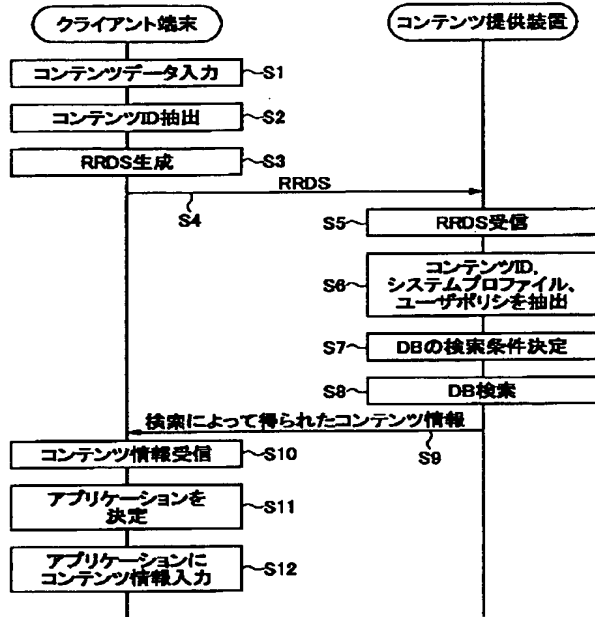 クライアント端末
コンテンツ提供装置
コンテンツデータ入力 S1
コンテンツID抽出 S2
RRDS生成 S3
RRDS
S4
S5 RRDS受信
S6
コンテンツID、
システムプロファイル、
ユーザポリシを抽出
S7 DBの検索条件決定
S8 DB検索
検索によって得られたコンテンツ情報
S9
コンテンツ情報受信 S10
アプリケーションを
決定
S11
アプリケーションに
コンテンツ情報入力
S12